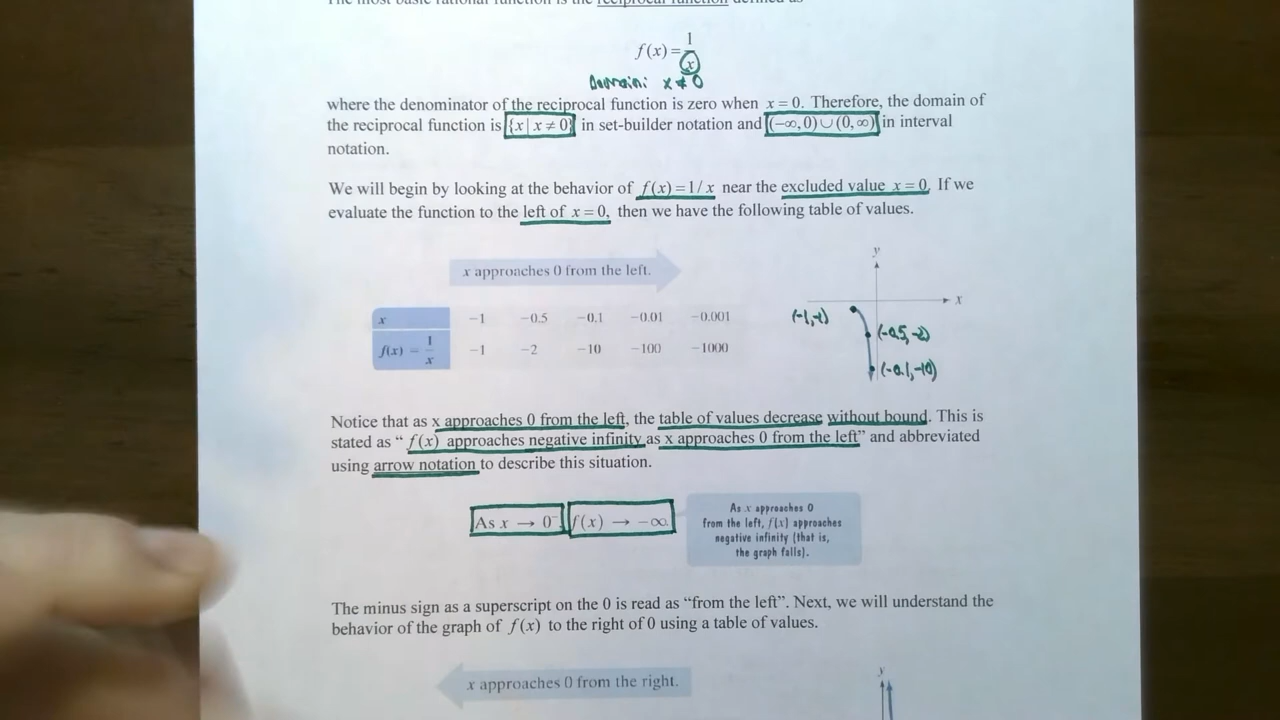 The most basic rational function is the reciprocal function defined as
f(x) = 1/x
Domain: x ≠ 0
where the denominator of the reciprocal function is zero when x = 0. Therefore, the domain of
the reciprocal function is {x | x ≠ 0} in set-builder notation and (−∞, 0) ∪ (0, ∞) in interval
notation.
We will begin by looking at the behavior of f(x) = 1/x near the excluded value x = 0. If we
evaluate the function to the left of x = 0, then we have the following table of values.
x approaches 0 from the left.
x −1 −0.5 −0.1 −0.01 −0.001
f(x) = 1/x −1 −2 −10 −100 −1000
y
x
(-1,-1)
(-0.5,-2)
(-0.1,-10)
Notice that as x approaches 0 from the left, the table of values decrease without bound. This is
stated as “ f(x) approaches negative infinity as x approaches 0 from the left” and abbreviated
using arrow notation to describe this situation.
As x → 0⁻, f(x) → −∞.
As x approaches 0
from the left, f(x) approaches
negative infinity (that is,
the graph falls).
The minus sign as a superscript on the 0 is read as “from the left”. Next, we will understand the
behavior of the graph of f(x) to the right of 0 using a table of values.
x approaches 0 from the right.
y